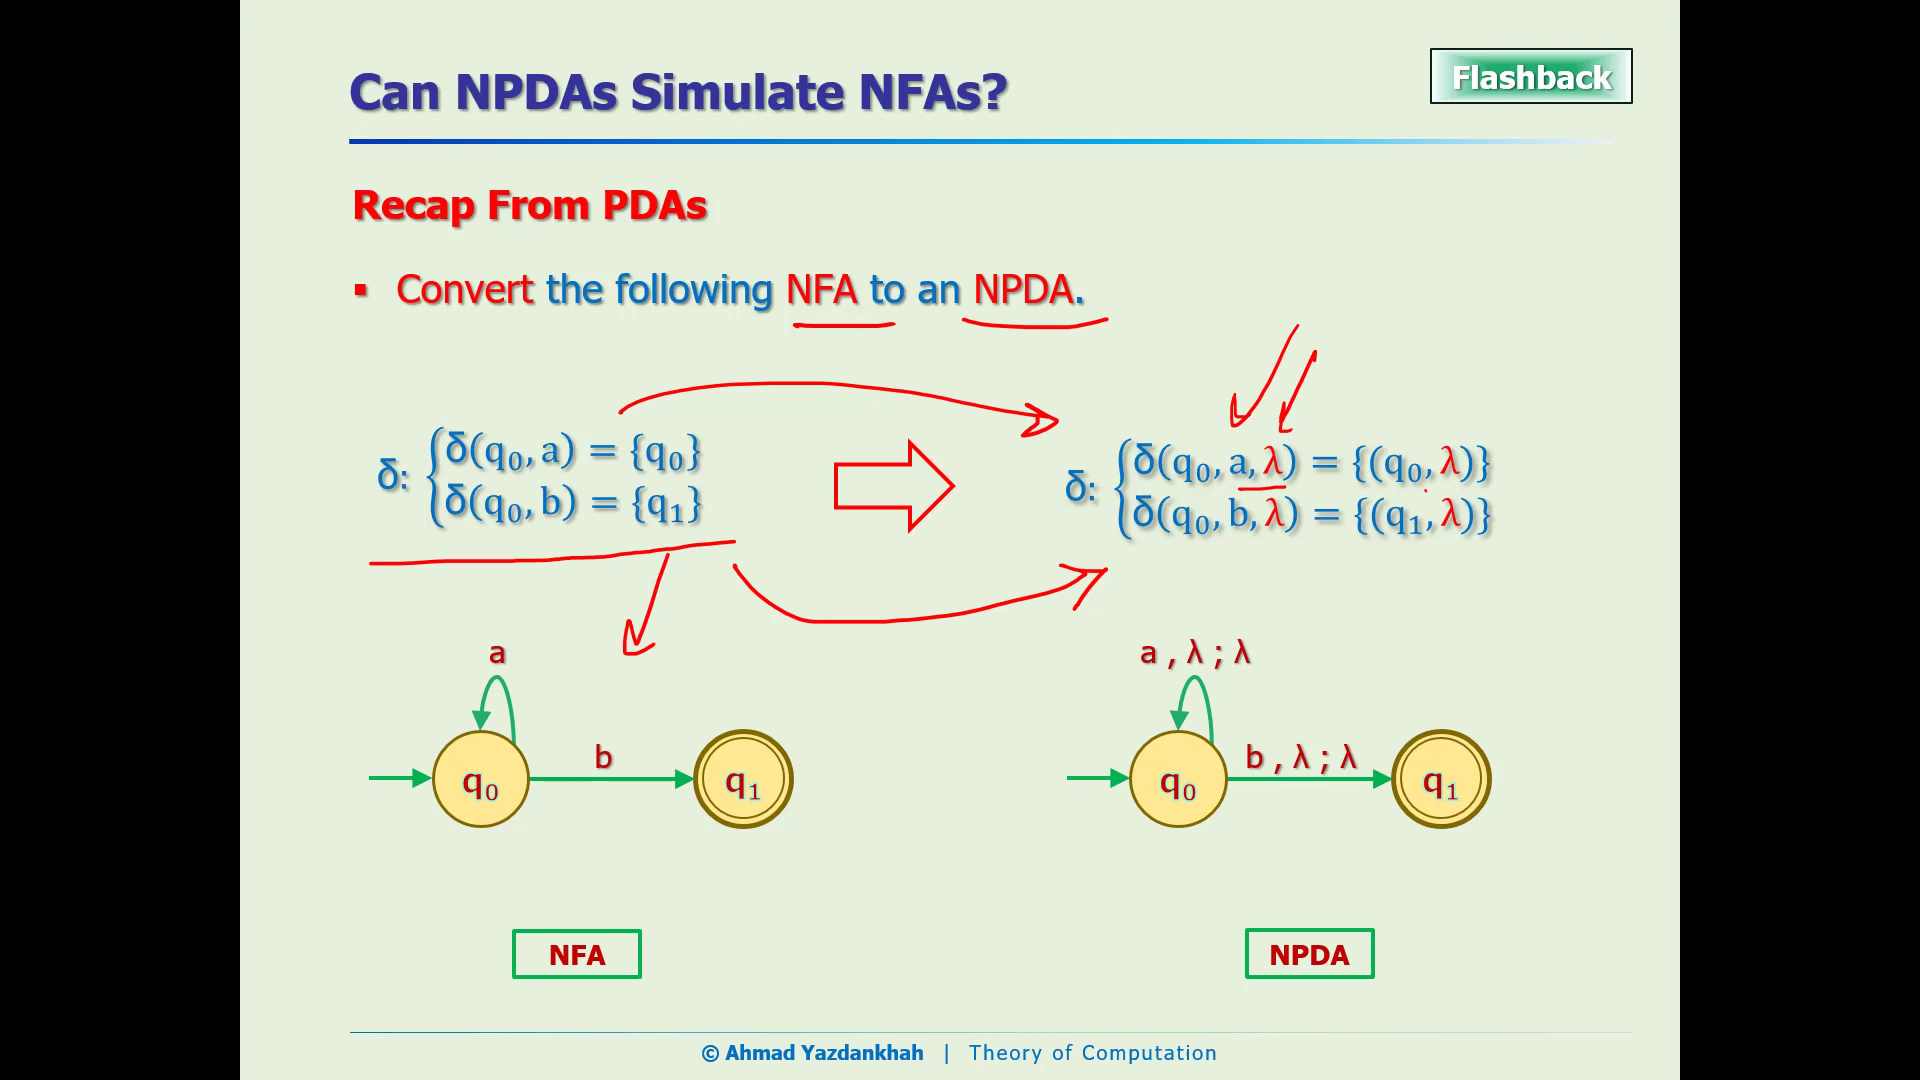 Can NPDAs Simulate NFAs?
Flashback
Recap From PDAs
▪ Convert the following NFA to an NPDA.
δ: { δ(q₀, a) = {q₀}
δ(q₀, b) = {q₁}
δ: { δ(q₀, a, λ) = {(q₀, λ)}
δ(q₀, b, λ) = {(q₁, λ)}
a
b
q₀
q₁
a , λ ; λ
b , λ ; λ
q₀
q₁
NFA
NPDA
© Ahmad Yazdankhah | Theory of Computation